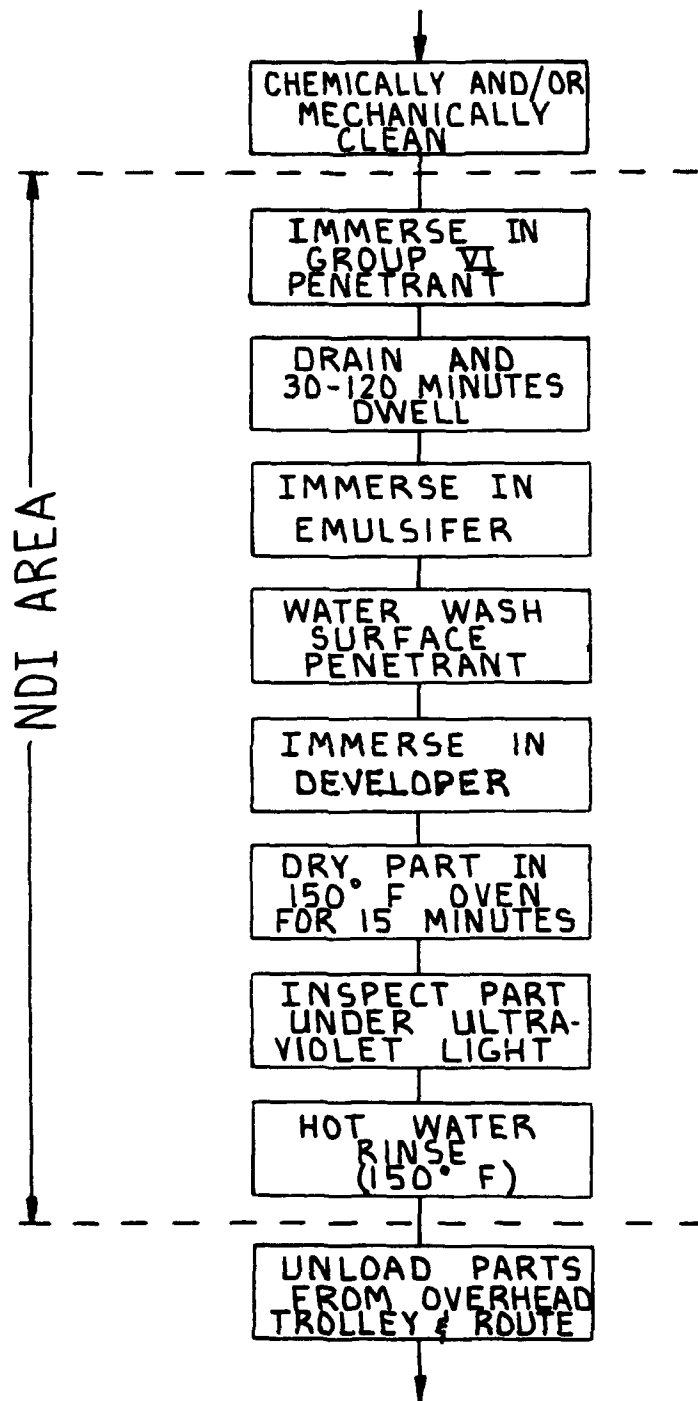 CHEMICALLY AND/OR
MECHANICALLY
CLEAN
IMMERSE IN
GROUP VI
PENETRANT
DRAIN AND
30-120 MINUTES
DWELL
IMMERSE IN
EMULSIFER
WATER WASH
SURFACE
PENETRANT
IMMERSE IN
DEVELOPER
DRY PART IN
150° F OVEN
FOR 15 MINUTES
INSPECT PART
UNDER ULTRA-
VIOLET LIGHT
HOT WATER
RINSE
(150° F)
UNLOAD PARTS
FROM OVERHEAD
TROLLEY & ROUTE
NDI AREA